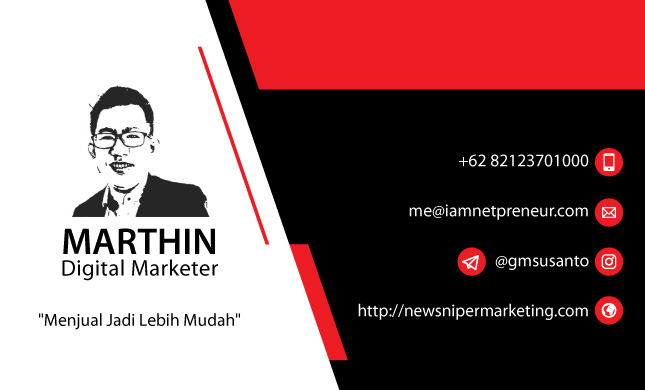 MARTHIN
Digital Marketer
"Menjual Jadi Lebih Mudah"
+62 82123701000
me@iamnetpreneur.com
@gmsusanto
http://newsnipermarketing.com